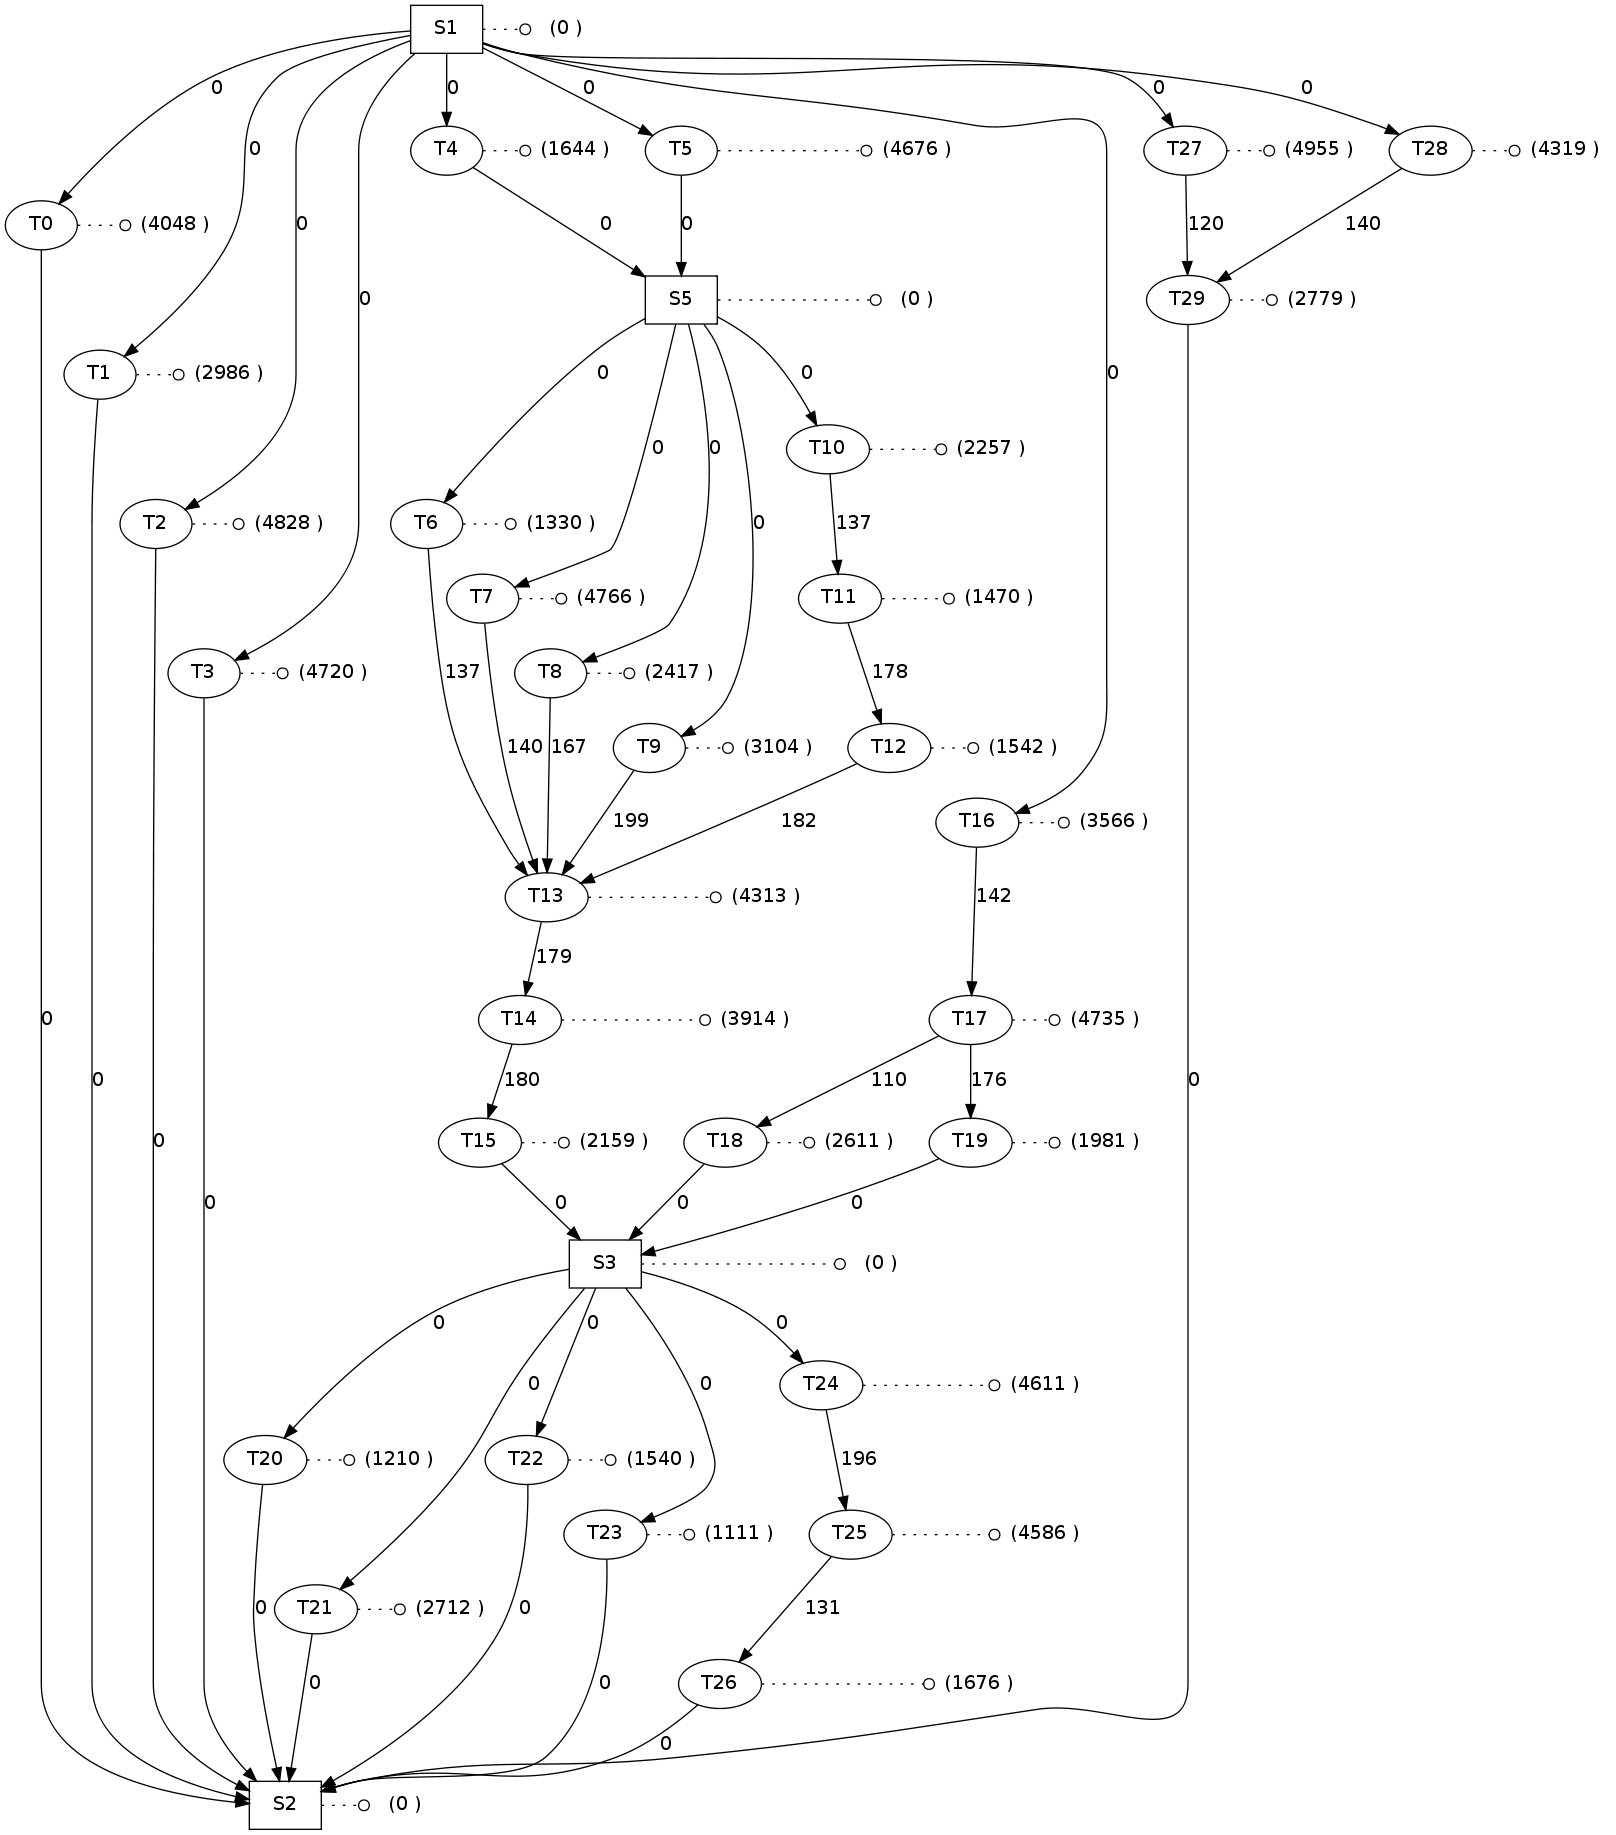 S1 (0 )
0 0 0 0 0
T4 (1644 ) T5 (4676 ) T27 (4955 ) T28 (4319 )
0
T0 (4048 ) 0 0 0 120 140
S5 (0 ) T29 (2779 )
0
T1 (2986 ) 0 0 0
0 0 T10 (2257 )
T2 (4828 ) T6 (1330 ) 0 137
T7 (4766 ) T11 (1470 )
T3 (4720 ) 137 T8 (2417 ) 178
140 167 T9 (3104 ) T12 (1542 )
199 182 T16 (3566 )
T13 (4313 ) 142
179
0 T14 (3914 ) T17 (4735 )
0 180 110 176 0
0 T15 (2159 ) T18 (2611 ) T19 (1981 )
0 0 0 0
S3 (0 )
0 0 0
0 0 T24 (4611 )
T20 (1210 ) T22 (1540 ) 196
T23 (1111 ) T25 (4586 )
0 T21 (2712 ) 0 131
0 0 T26 (1676 )
0
S2 (0 )